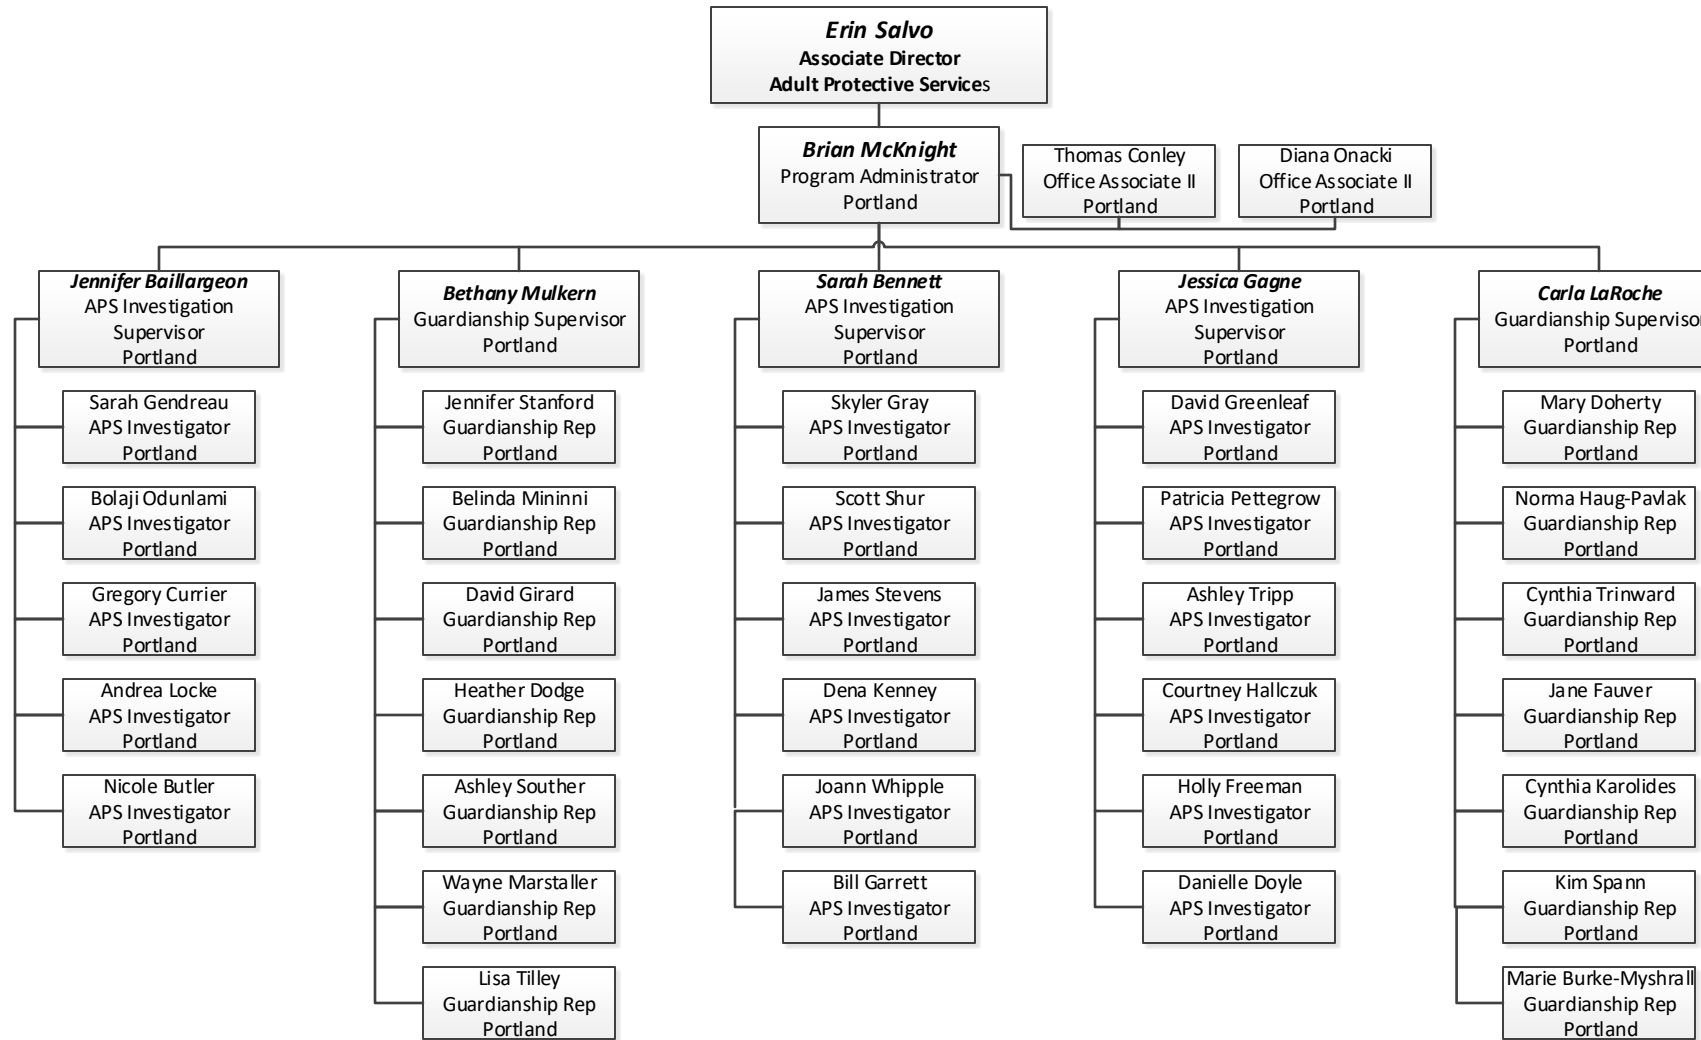 Erin Salvo
Associate Director
Adult Protective Services
Brian McKnight
Program Administrator
Portland
Thomas Conley
Office Associate II
Portland
Diana Onacki
Office Associate II
Portland
Jennifer Baillargeon
APS Investigation
Supervisor
Portland
Sarah Gendreau
APS Investigator
Portland
Bolaji Odunlami
APS Investigator
Portland
Gregory Currier
APS Investigator
Portland
Andrea Locke
APS Investigator
Portland
Nicole Butler
APS Investigator
Portland
Bethany Mulkern
Guardianship Supervisor
Portland
Jennifer Stanford
Guardianship Rep
Portland
Belinda Mininni
Guardianship Rep
Portland
David Girard
Guardianship Rep
Portland
Heather Dodge
Guardianship Rep
Portland
Ashley Souther
Guardianship Rep
Portland
Wayne Marstaller
Guardianship Rep
Portland
Lisa Tilley
Guardianship Rep
Portland
Sarah Bennett
APS Investigation
Supervisor
Portland
Skyler Gray
APS Investigator
Portland
Scott Shur
APS Investigator
Portland
James Stevens
APS Investigator
Portland
Dena Kenney
APS Investigator
Portland
Joann Whipple
APS Investigator
Portland
Bill Garrett
APS Investigator
Portland
Jessica Gagne
APS Investigation
Supervisor
Portland
David Greenleaf
APS Investigator
Portland
Patricia Pettegrow
APS Investigator
Portland
Ashley Tripp
APS Investigator
Portland
Courtney Hallczuk
APS Investigator
Portland
Holly Freeman
APS Investigator
Portland
Danielle Doyle
APS Investigator
Portland
Carla LaRoche
Guardianship Supervisor
Portland
Mary Doherty
Guardianship Rep
Portland
Norma Haug-Pavlak
Guardianship Rep
Portland
Cynthia Trinward
Guardianship Rep
Portland
Jane Fauver
Guardianship Rep
Portland
Cynthia Karolides
Guardianship Rep
Portland
Kim Spann
Guardianship Rep
Portland
Marie Burke-Myshrall
Guardianship Rep
Portland